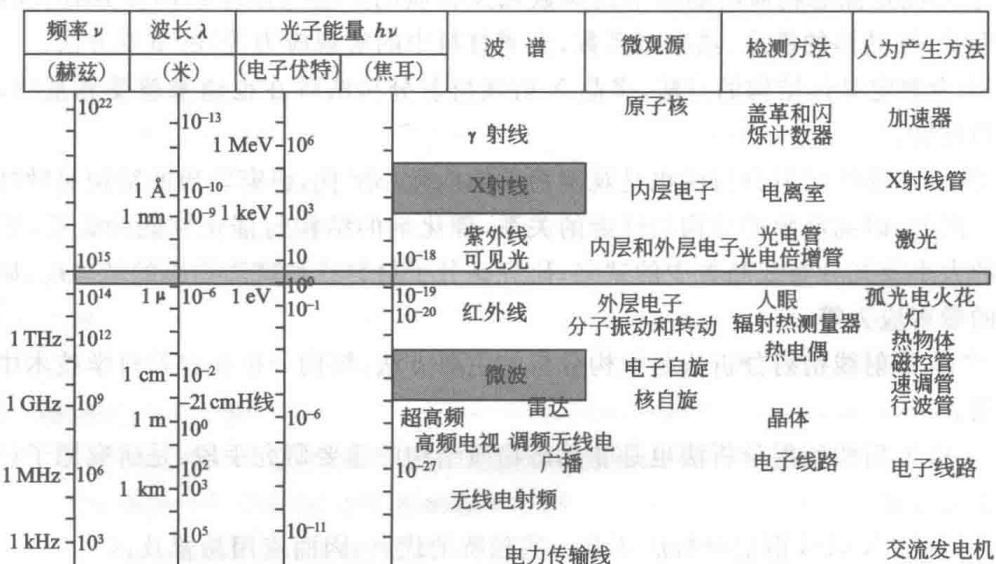 频率ν 波长λ 光子能量 hν 波 谱 微观源 检测方法 人为产生方法
(赫兹) (米) (电子伏特) (焦耳)
10²² 原子核 盖革和闪 加速器
10⁻¹³ γ 射线 烁计数器
1 MeV 10⁶
1 Å 10⁻¹⁰ X射线 内层电子 电离室 X射线管
1 nm 10⁻⁹ 1 keV 10³
紫外线 内层和外层电子 光电管 激光
10¹⁵ 10⁻¹⁸ 可见光 光电倍增管
10¹⁴ 1 μ 10⁻⁶ 1 eV 10⁰ 10⁻¹⁹ 外层电子 人眼 孤光电火花
10⁻¹ 10⁻²⁰ 红外线 分子振动和转动 辐射热测量器 灯
1 THz 10¹² 热电偶 热物体
1 cm 10⁻² 微波 电子自旋 磁控管
速调管
1 GHz 10⁹ 21cmH线 雷达 核自旋 行波管
1 m 10⁰ 10⁻⁶ 超高频 晶体
高频电视 调频无线电
1 MHz 10⁶ 10² 10⁻²⁷ 广播 电子线路 电子线路
1 km 10³ 无线电射频
1 kHz 10³ 10⁵ 10⁻¹¹ 电力传输线 交流发电机